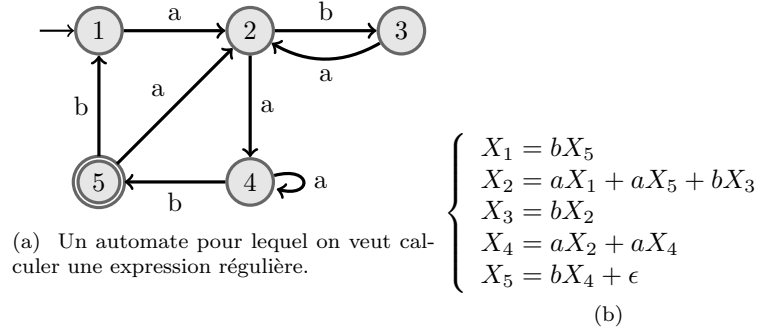 1
a
2
b
3
a
b
a
a
5
b
4
a
(a) Un automate pour lequel on veut cal-
culer une expression régulière.
X₁ = bX₅
X₂ = aX₁ + aX₅ + bX₃
X₃ = bX₂
X₄ = aX₂ + aX₄
X₅ = bX₄ + ϵ
(b)